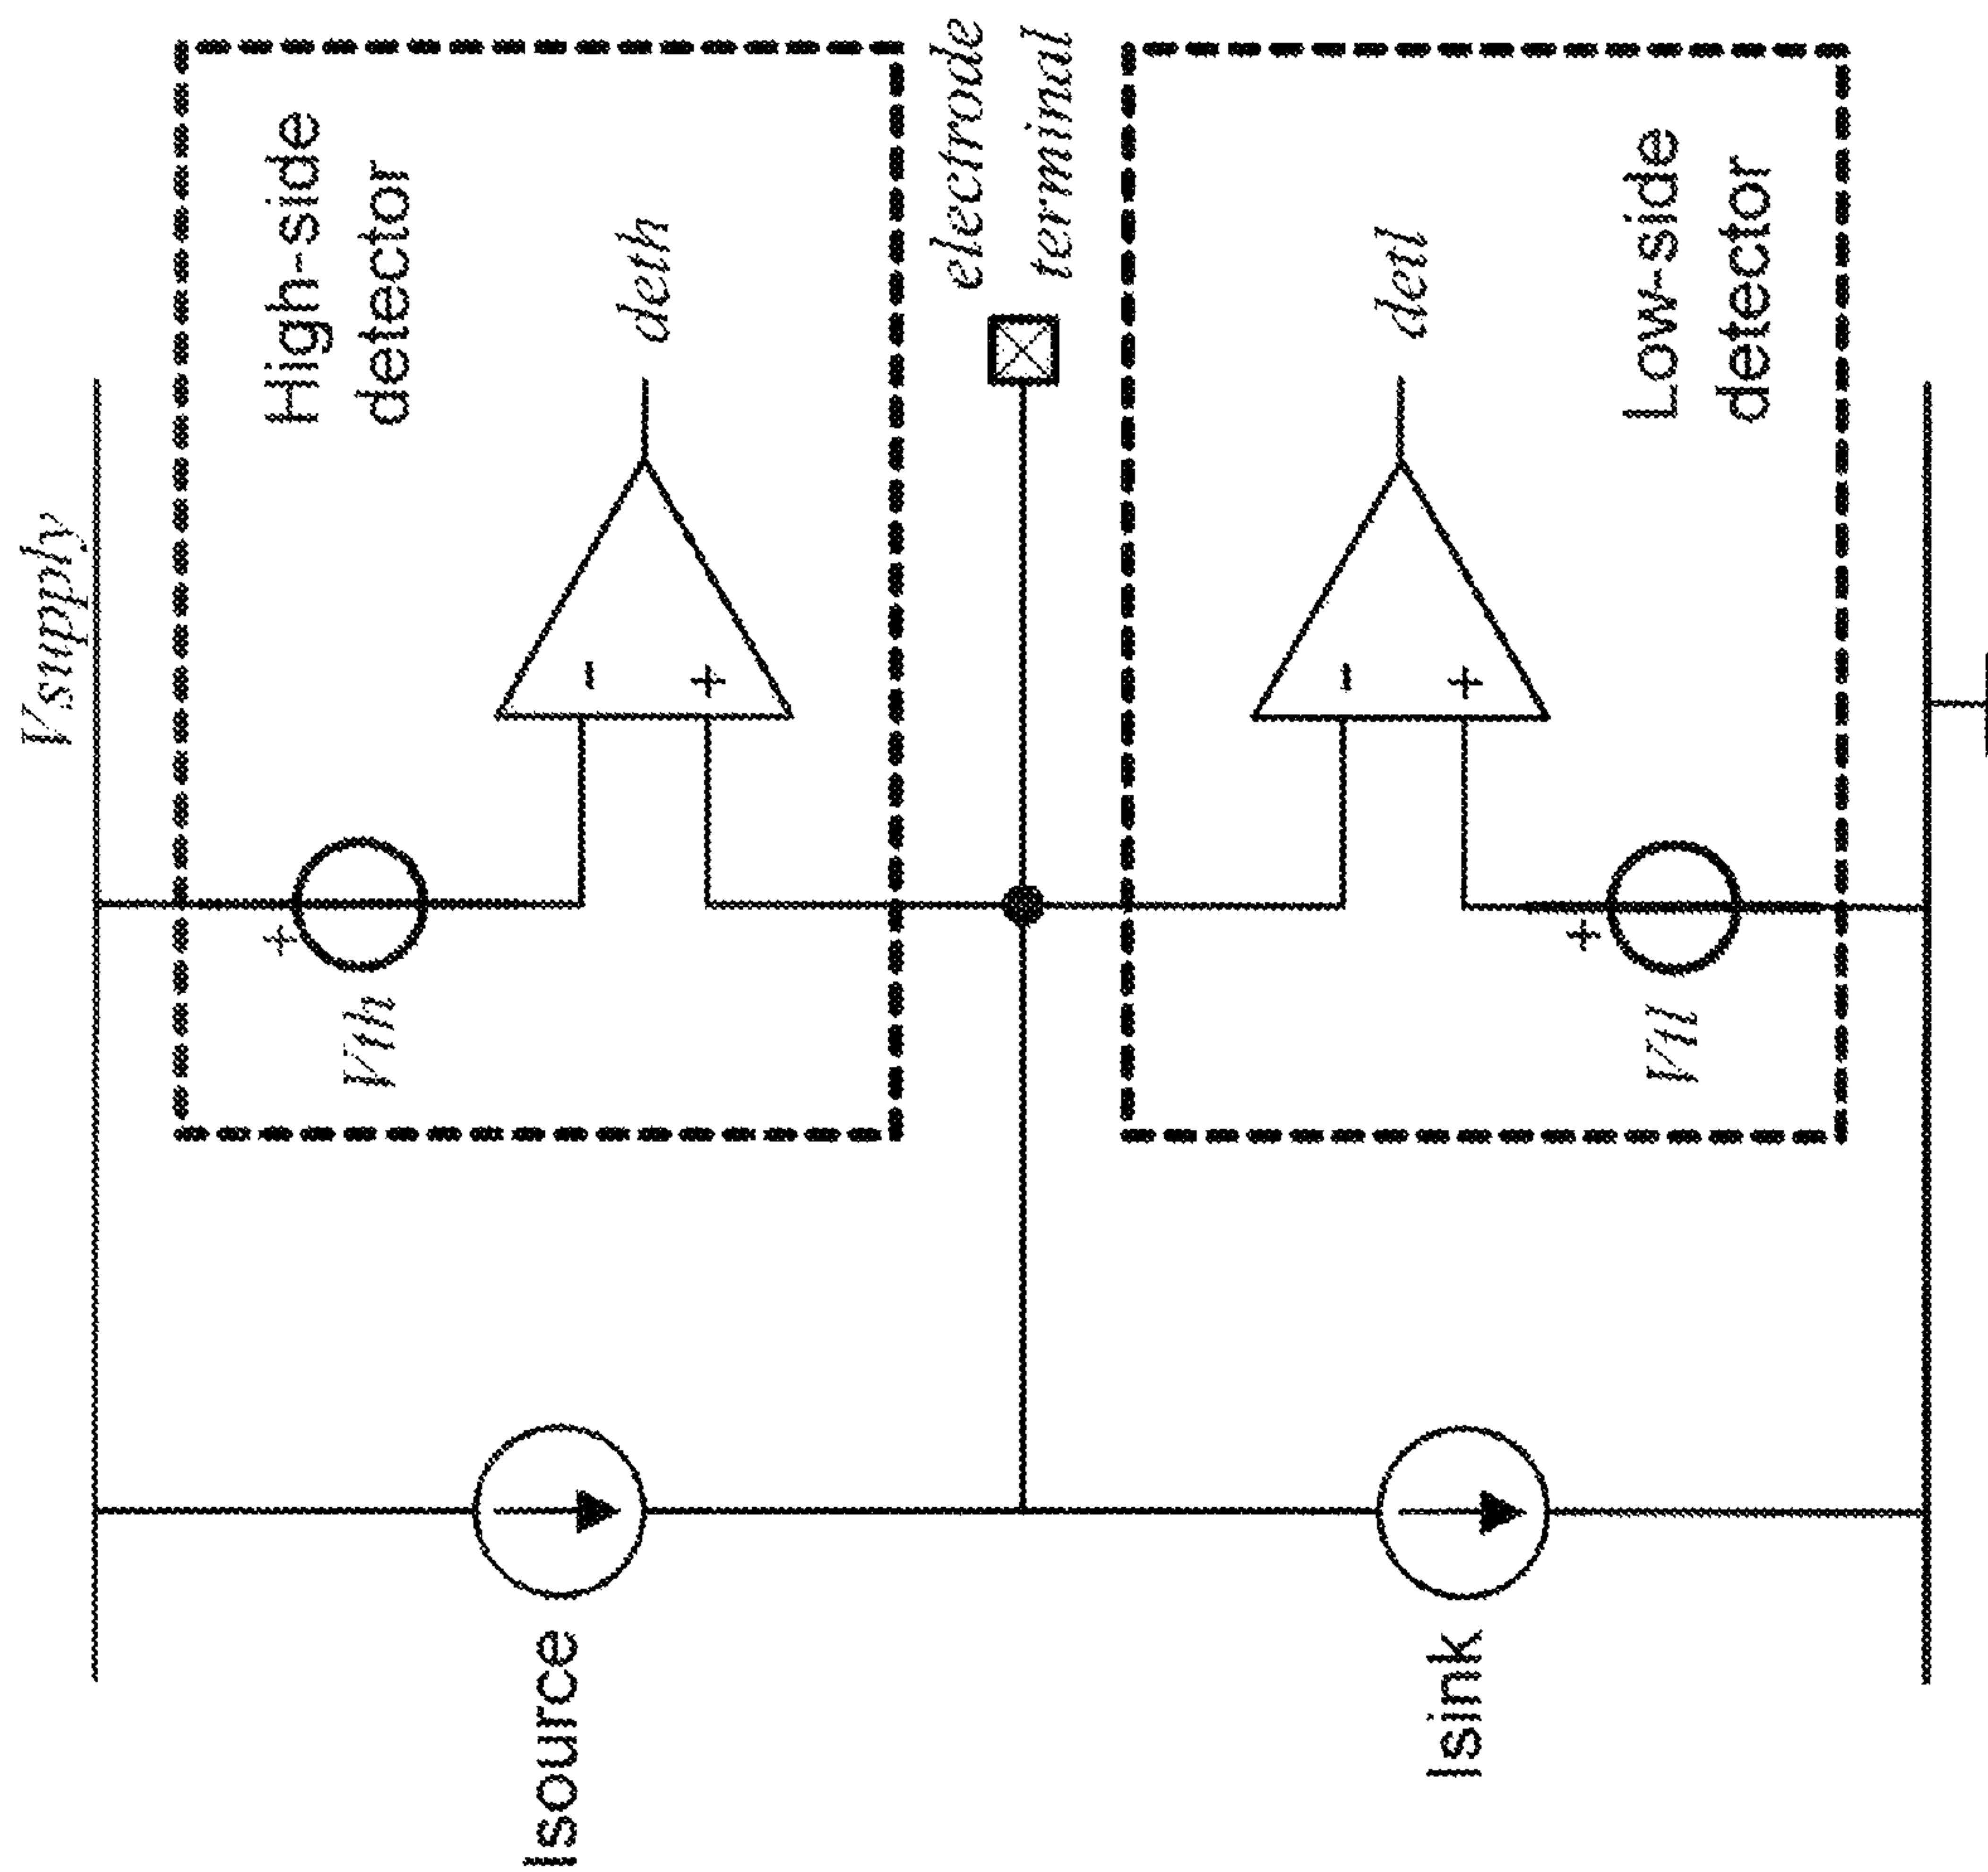 Vsupply
High-side
detector
Vth
-
+
deth
electrode
terminal
Isource
-
+
detl
Low-side
detector
+
Vtl
+
Isink